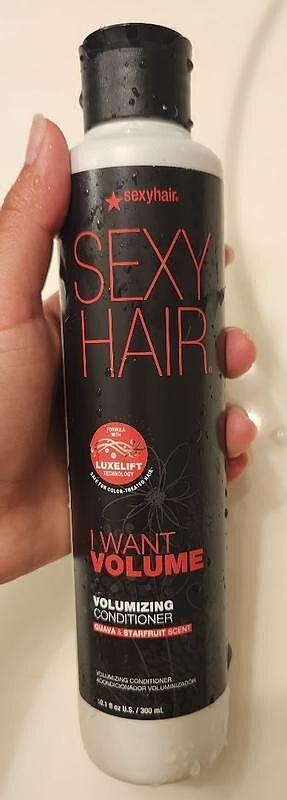 sexyhair®
SEXY
HAIR®
FORMULA
WITH
LUXELIFT
TECHNOLOGY
SAFE FOR COLOR-TREATED HAIR
I WANT
VOLUME
VOLUMIZING
CONDITIONER
GUAVA & STARFRUIT SCENT
VOLUMIZING CONDITIONER
ACONDICIONADOR VOLUMINIZADOR
10.1 fl oz U.S. / 300 mL